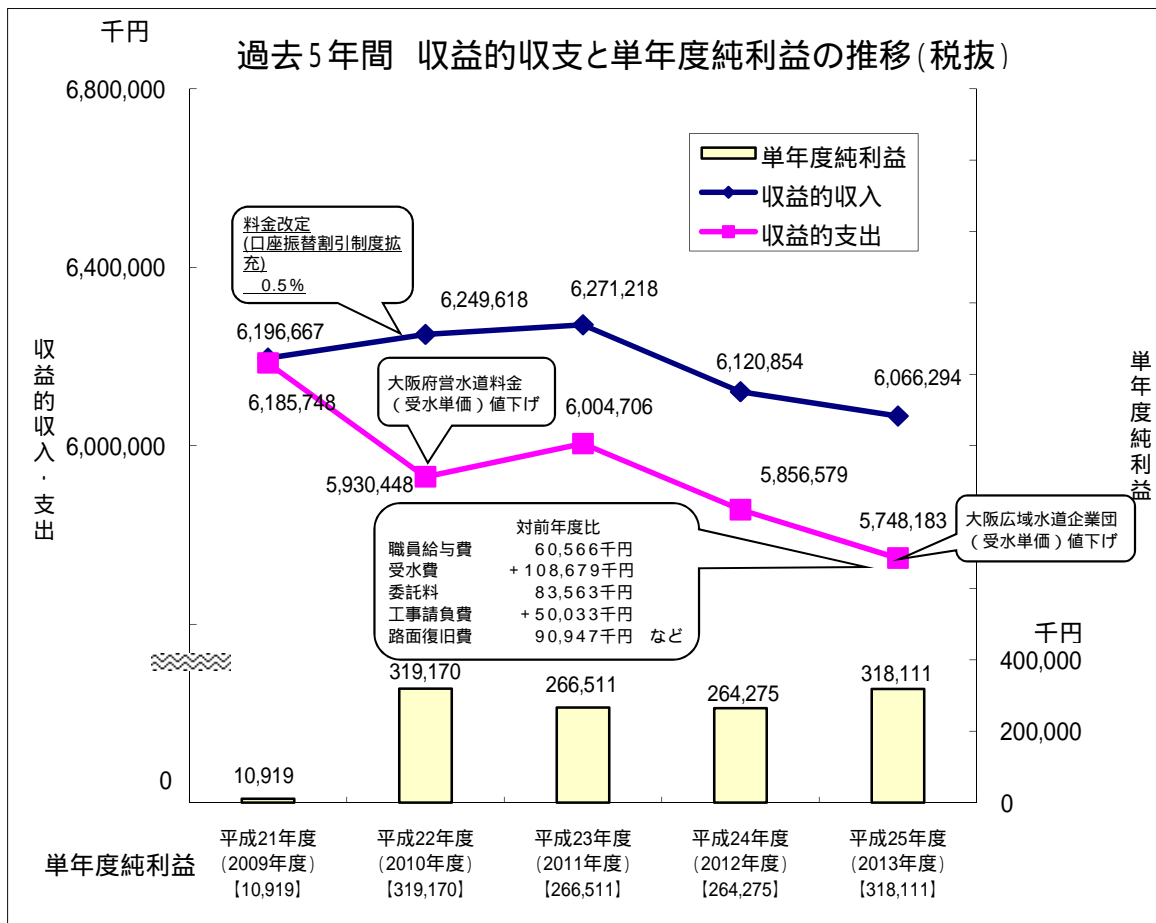 千円
過去5年間 収益的収支と単年度純利益の推移(税抜)
6,800,000
6,400,000
6,000,000
0
収益的収入・支出
単年度純利益
単年度純利益
収益的収入
収益的支出
料金改定
(口座振替割引制度拡
充)
0.5%
6,196,667
6,249,618
6,271,218
6,120,854
6,066,294
大阪府営水道料金
(受水単価)値下げ
6,185,748
5,930,448
6,004,706
5,856,579
5,748,183
大阪広域水道企業団
(受水単価)値下げ
対前年度比
職員給与費 60,566千円
受水費 +108,679千円
委託料 83,563千円
工事請負費 +50,033千円
路面復旧費 90,947千円 など
千円
400,000
200,000
0
10,919
319,170
266,511
264,275
318,111
平成21年度 平成22年度 平成23年度 平成24年度 平成25年度
(2009年度) (2010年度) (2011年度) (2012年度) (2013年度)
単年度純利益
【10,919】 【319,170】 【266,511】 【264,275】 【318,111】